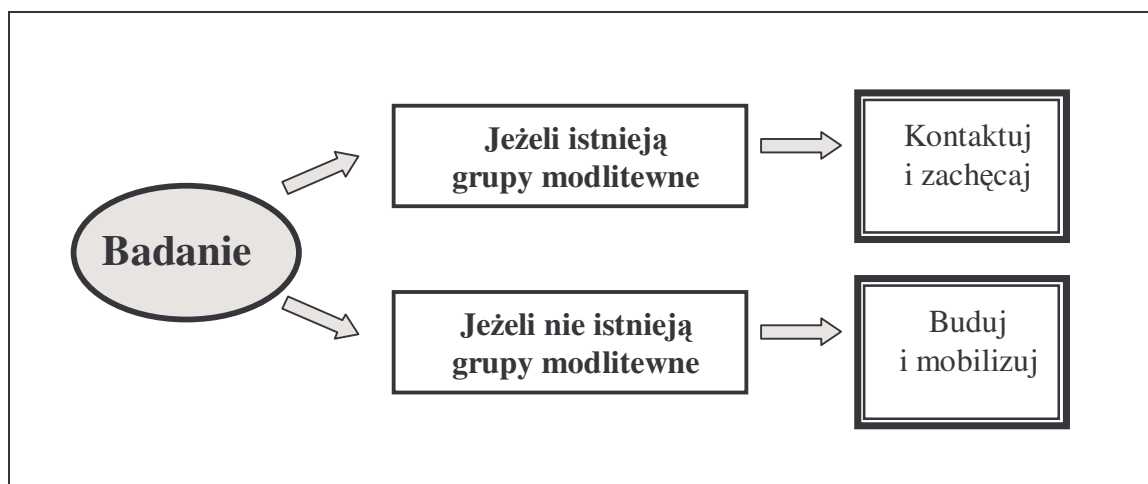 Badanie
Jeżeli istnieją
grupy modlitewne
Kontaktuj
i zachęcaj
Jeżeli nie istnieją
grupy modlitewne
Buduj
i mobilizuj